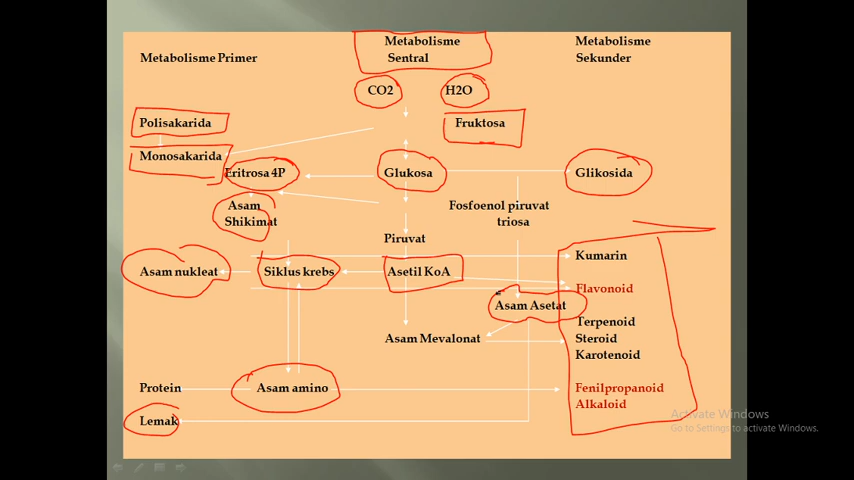 Metabolisme Primer
Metabolisme
Sentral
Metabolisme
Sekunder
CO2
H2O
Polisakarida
Fruktosa
Monosakarida
Eritrosa 4P
Glukosa
Glikosida
Asam
Shikimat
Fosfoenol piruvat
triosa
Piruvat
Kumarin
Asam nukleat
Siklus krebs
Asetil KoA
Flavonoid
Asam Asetat
Terpenoid
Asam Mevalonat
Steroid
Karotenoid
Protein
Asam amino
Fenilpropanoid
Alkaloid
Lemak
Activate Windows
Go to Settings to activate Windows.